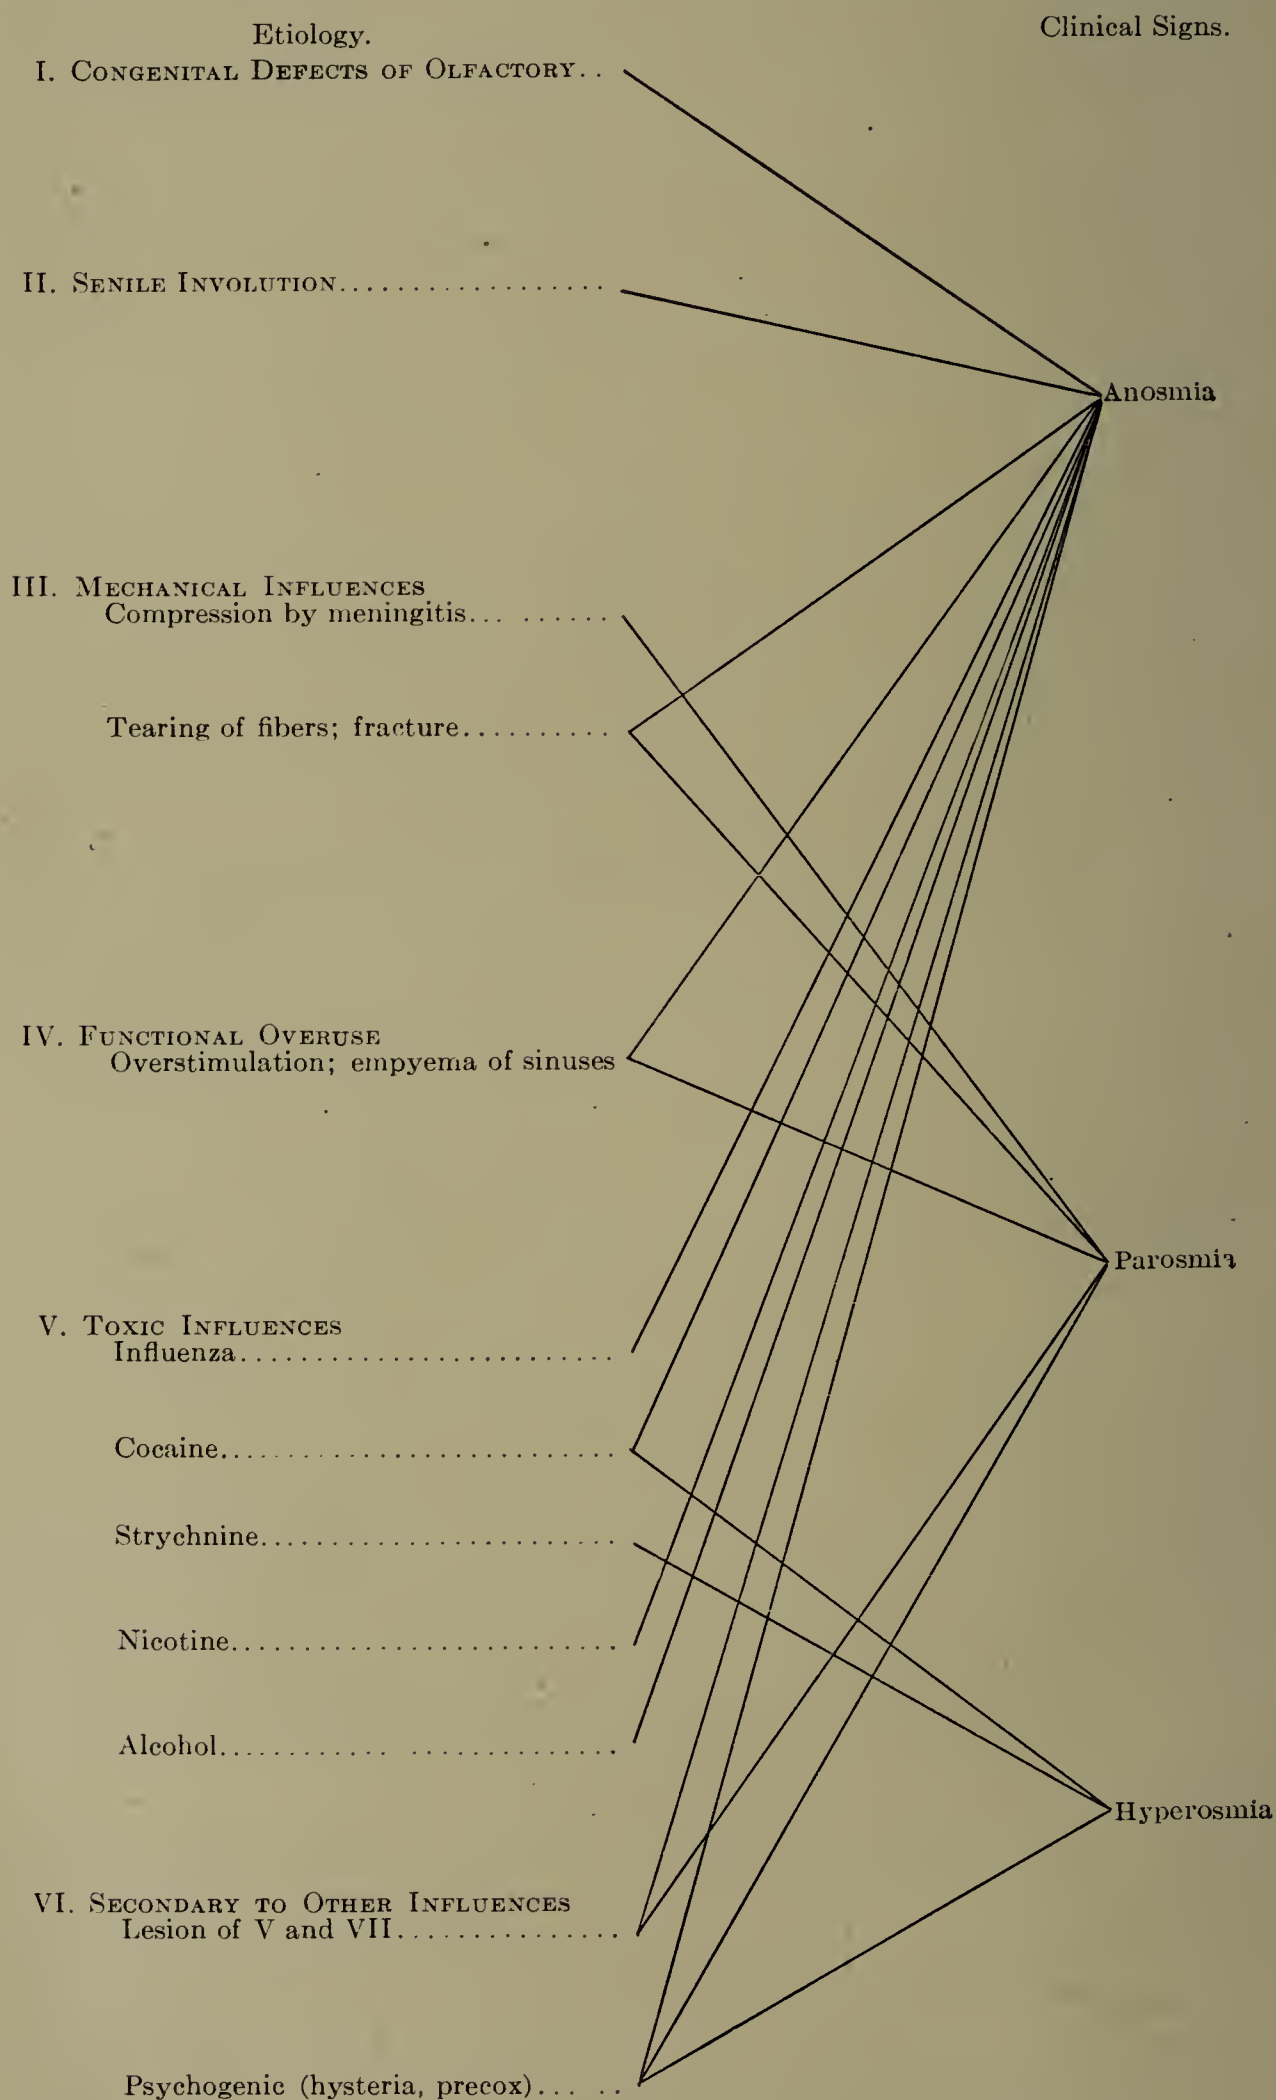 Etiology.
Clinical Signs.
I. CONGENITAL DEFECTS OF OLFACTORY. .
II. SENILE INVOLUTION...................
Anosmia
III. MECHANICAL INFLUENCES
Compression by meningitis... .......
Tearing of fibers; fracture..........
IV. FUNCTIONAL OVERUSE
Overstimulation; empyema of sinuses
Parosmia
V. TOXIC INFLUENCES
Influenza.........................
Cocaine..........................
Strychnine........................
Nicotine..........................
Alcohol............ ..............
Hyperosmia
VI. SECONDARY TO OTHER INFLUENCES
Lesion of V and VII...............
Psychogenic (hysteria, precox)... ..